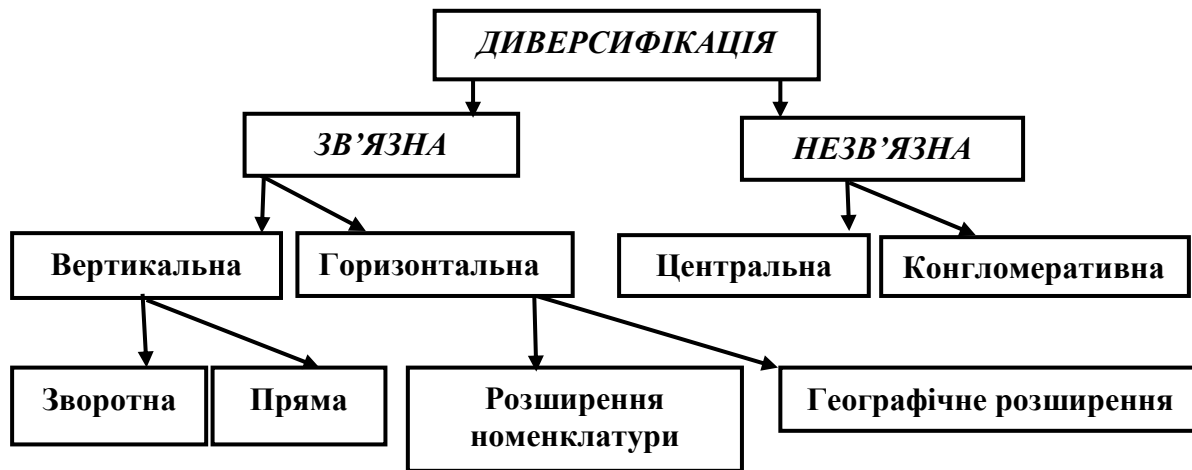 ДИВЕРСИФІКАЦІЯ
ЗВ’ЯЗНА
НЕЗВ’ЯЗНА
Вертикальна
Горизонтальна
Центральна
Конгломеративна
Зворотна
Пряма
Розширення
номенклатури
Географічне розширення